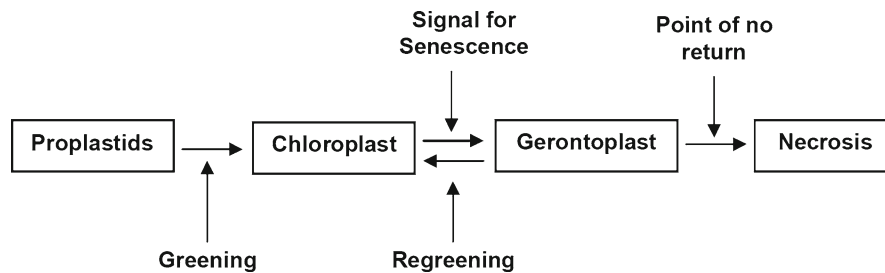 Signal for
Senescence
Point of no
return
Proplastids
Chloroplast
Gerontoplast
Necrosis
Greening
Regreening